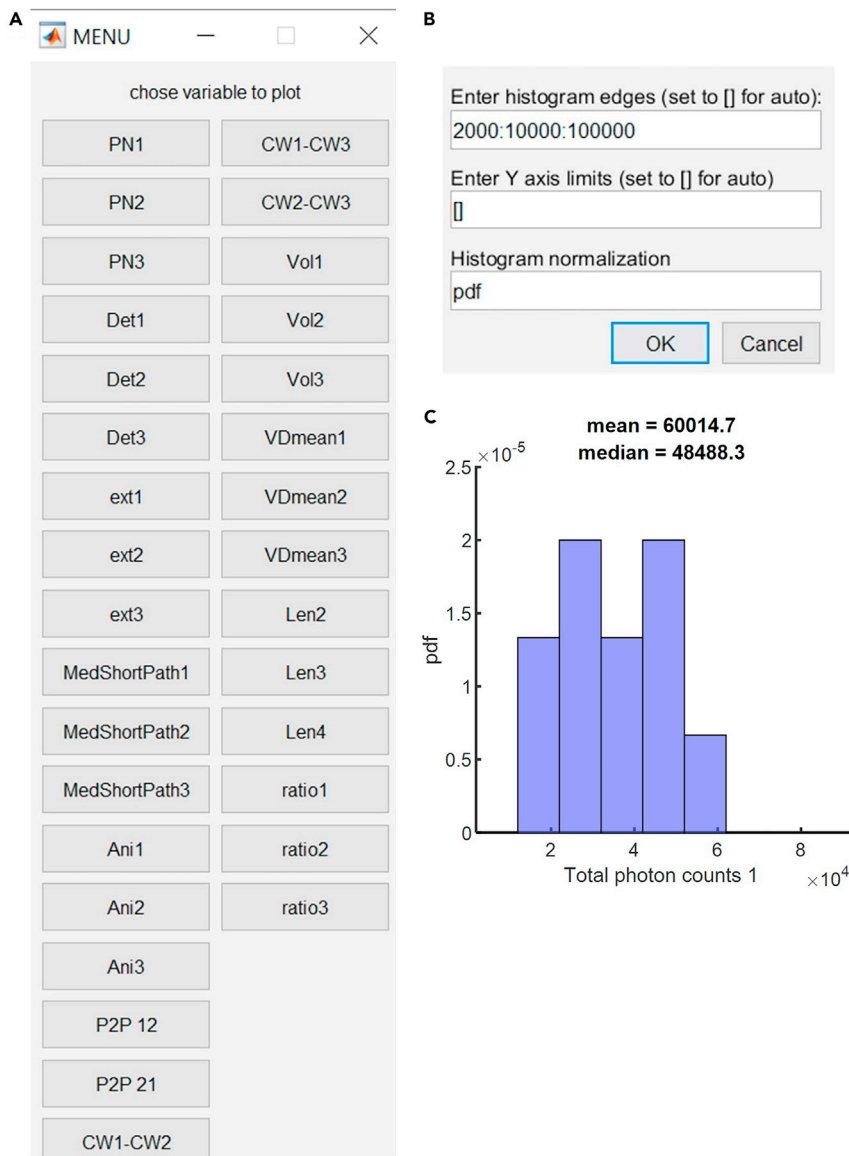 A
MENU
chose variable to plot
PN1
CW1-CW3
PN2
CW2-CW3
PN3
Vol1
Det1
Vol2
Det2
Vol3
Det3
VDmean1
ext1
VDmean2
ext2
VDmean3
ext3
Len2
MedShortPath1
Len3
MedShortPath2
Len4
MedShortPath3
ratio1
Ani1
ratio2
Ani2
ratio3
Ani3
P2P 12
P2P 21
CW1-CW2
B
Enter histogram edges (set to [] for auto):
2000:10000:100000
Enter Y axis limits (set to [] for auto)
[]
Histogram normalization
pdf
OK
Cancel
C
mean = 60014.7
median = 48488.3
×10⁻⁵
2.5
2
1.5
1
0.5
0
pdf
2 4 6 8
Total photon counts 1
×10⁴